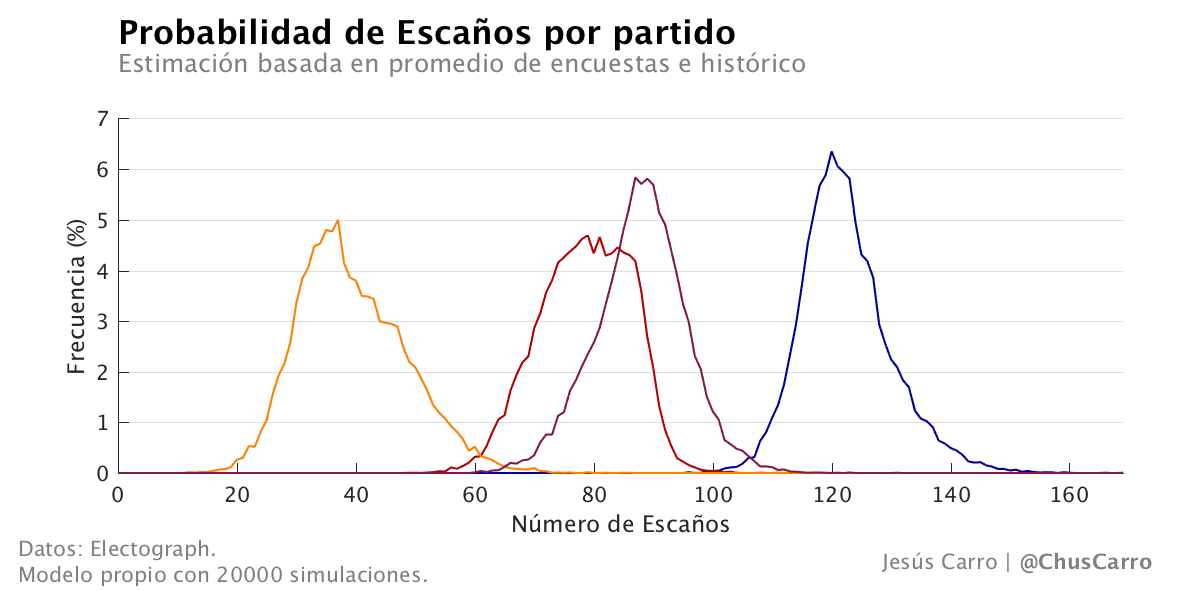 Probabilidad de Escaños por partido
Estimación basada en promedio de encuestas e histórico
7
6
5
4
3
2
1
0
Frecuencia (%)
0 20 40 60 80 100 120 140 160
Número de Escaños
Datos: Electograph.
Modelo propio con 20000 simulaciones.
Jesús Carro | @ChusCarro